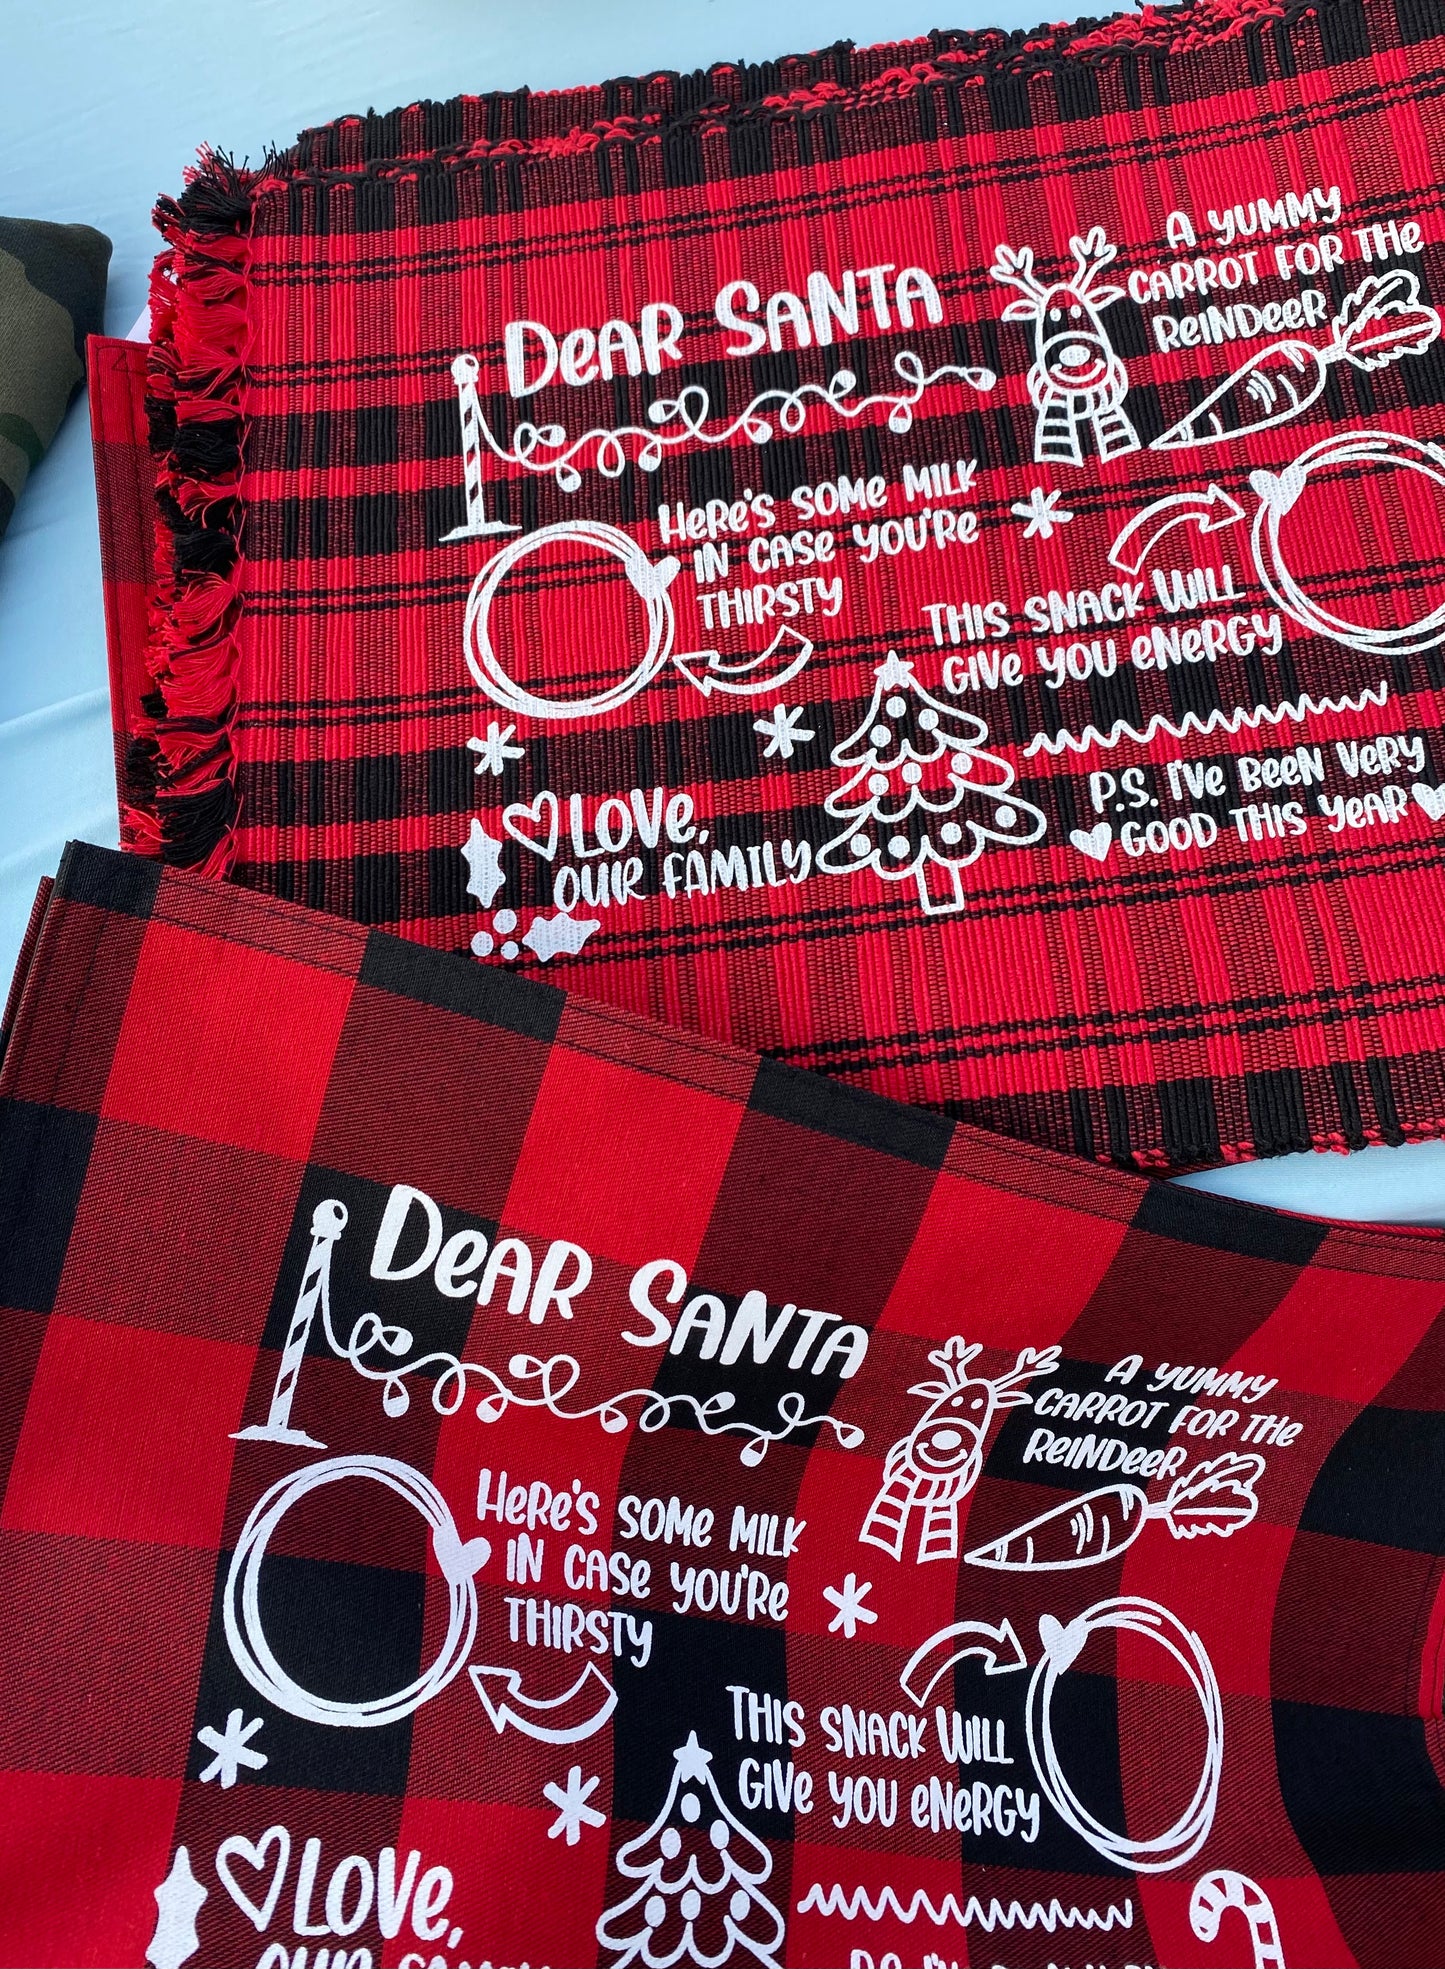 Dear Santa
A yummy
carrot for the
reindeer
Here's some milk
in case you're
thirsty
This snack will
give you energy
Love,
our family
P.S. I've been very
good this year
Dear Santa
A yummy
carrot for the
reindeer
Here's some milk
in case you're
thirsty
This snack will
give you energy
Love,